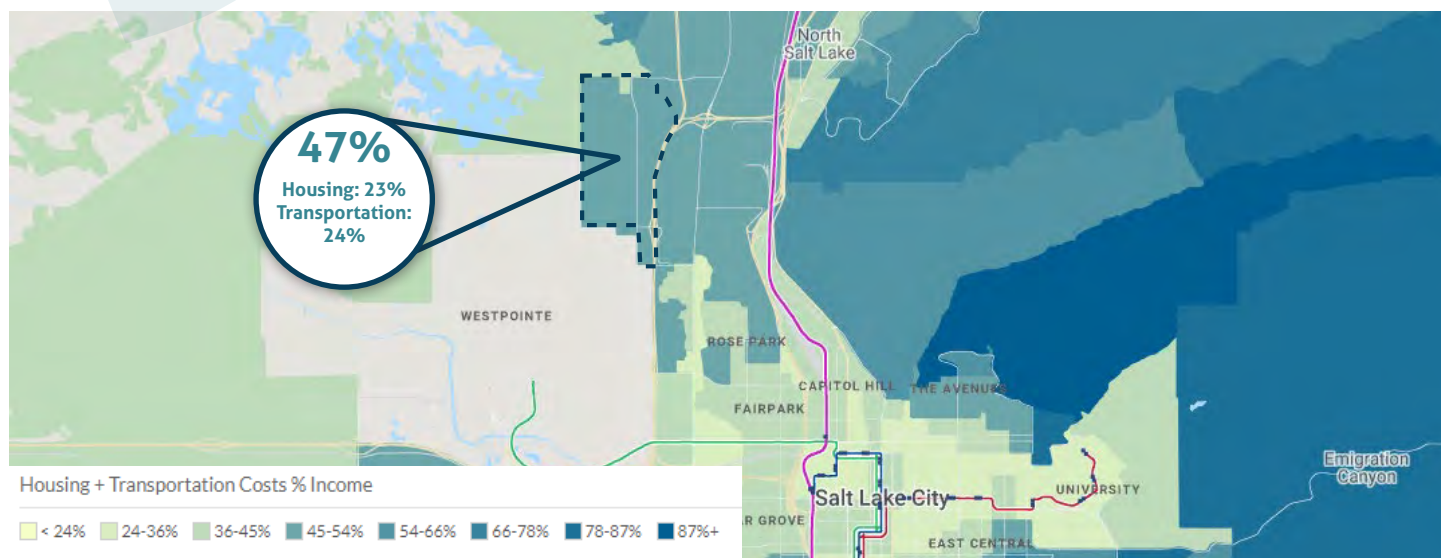 North
Salt Lake
47%
Housing: 23%
Transportation:
24%
WESTPOINTE
ROSE PARK
CAPITOL HILL
THE AVENUES
FAIRPARK
Emigration
Canyon
Salt Lake City
UNIVERSITY
AR GROVE
EAST CENTRAL
Housing + Transportation Costs % Income
< 24% 24-36% 36-45% 45-54% 54-66% 66-78% 78-87% 87%+